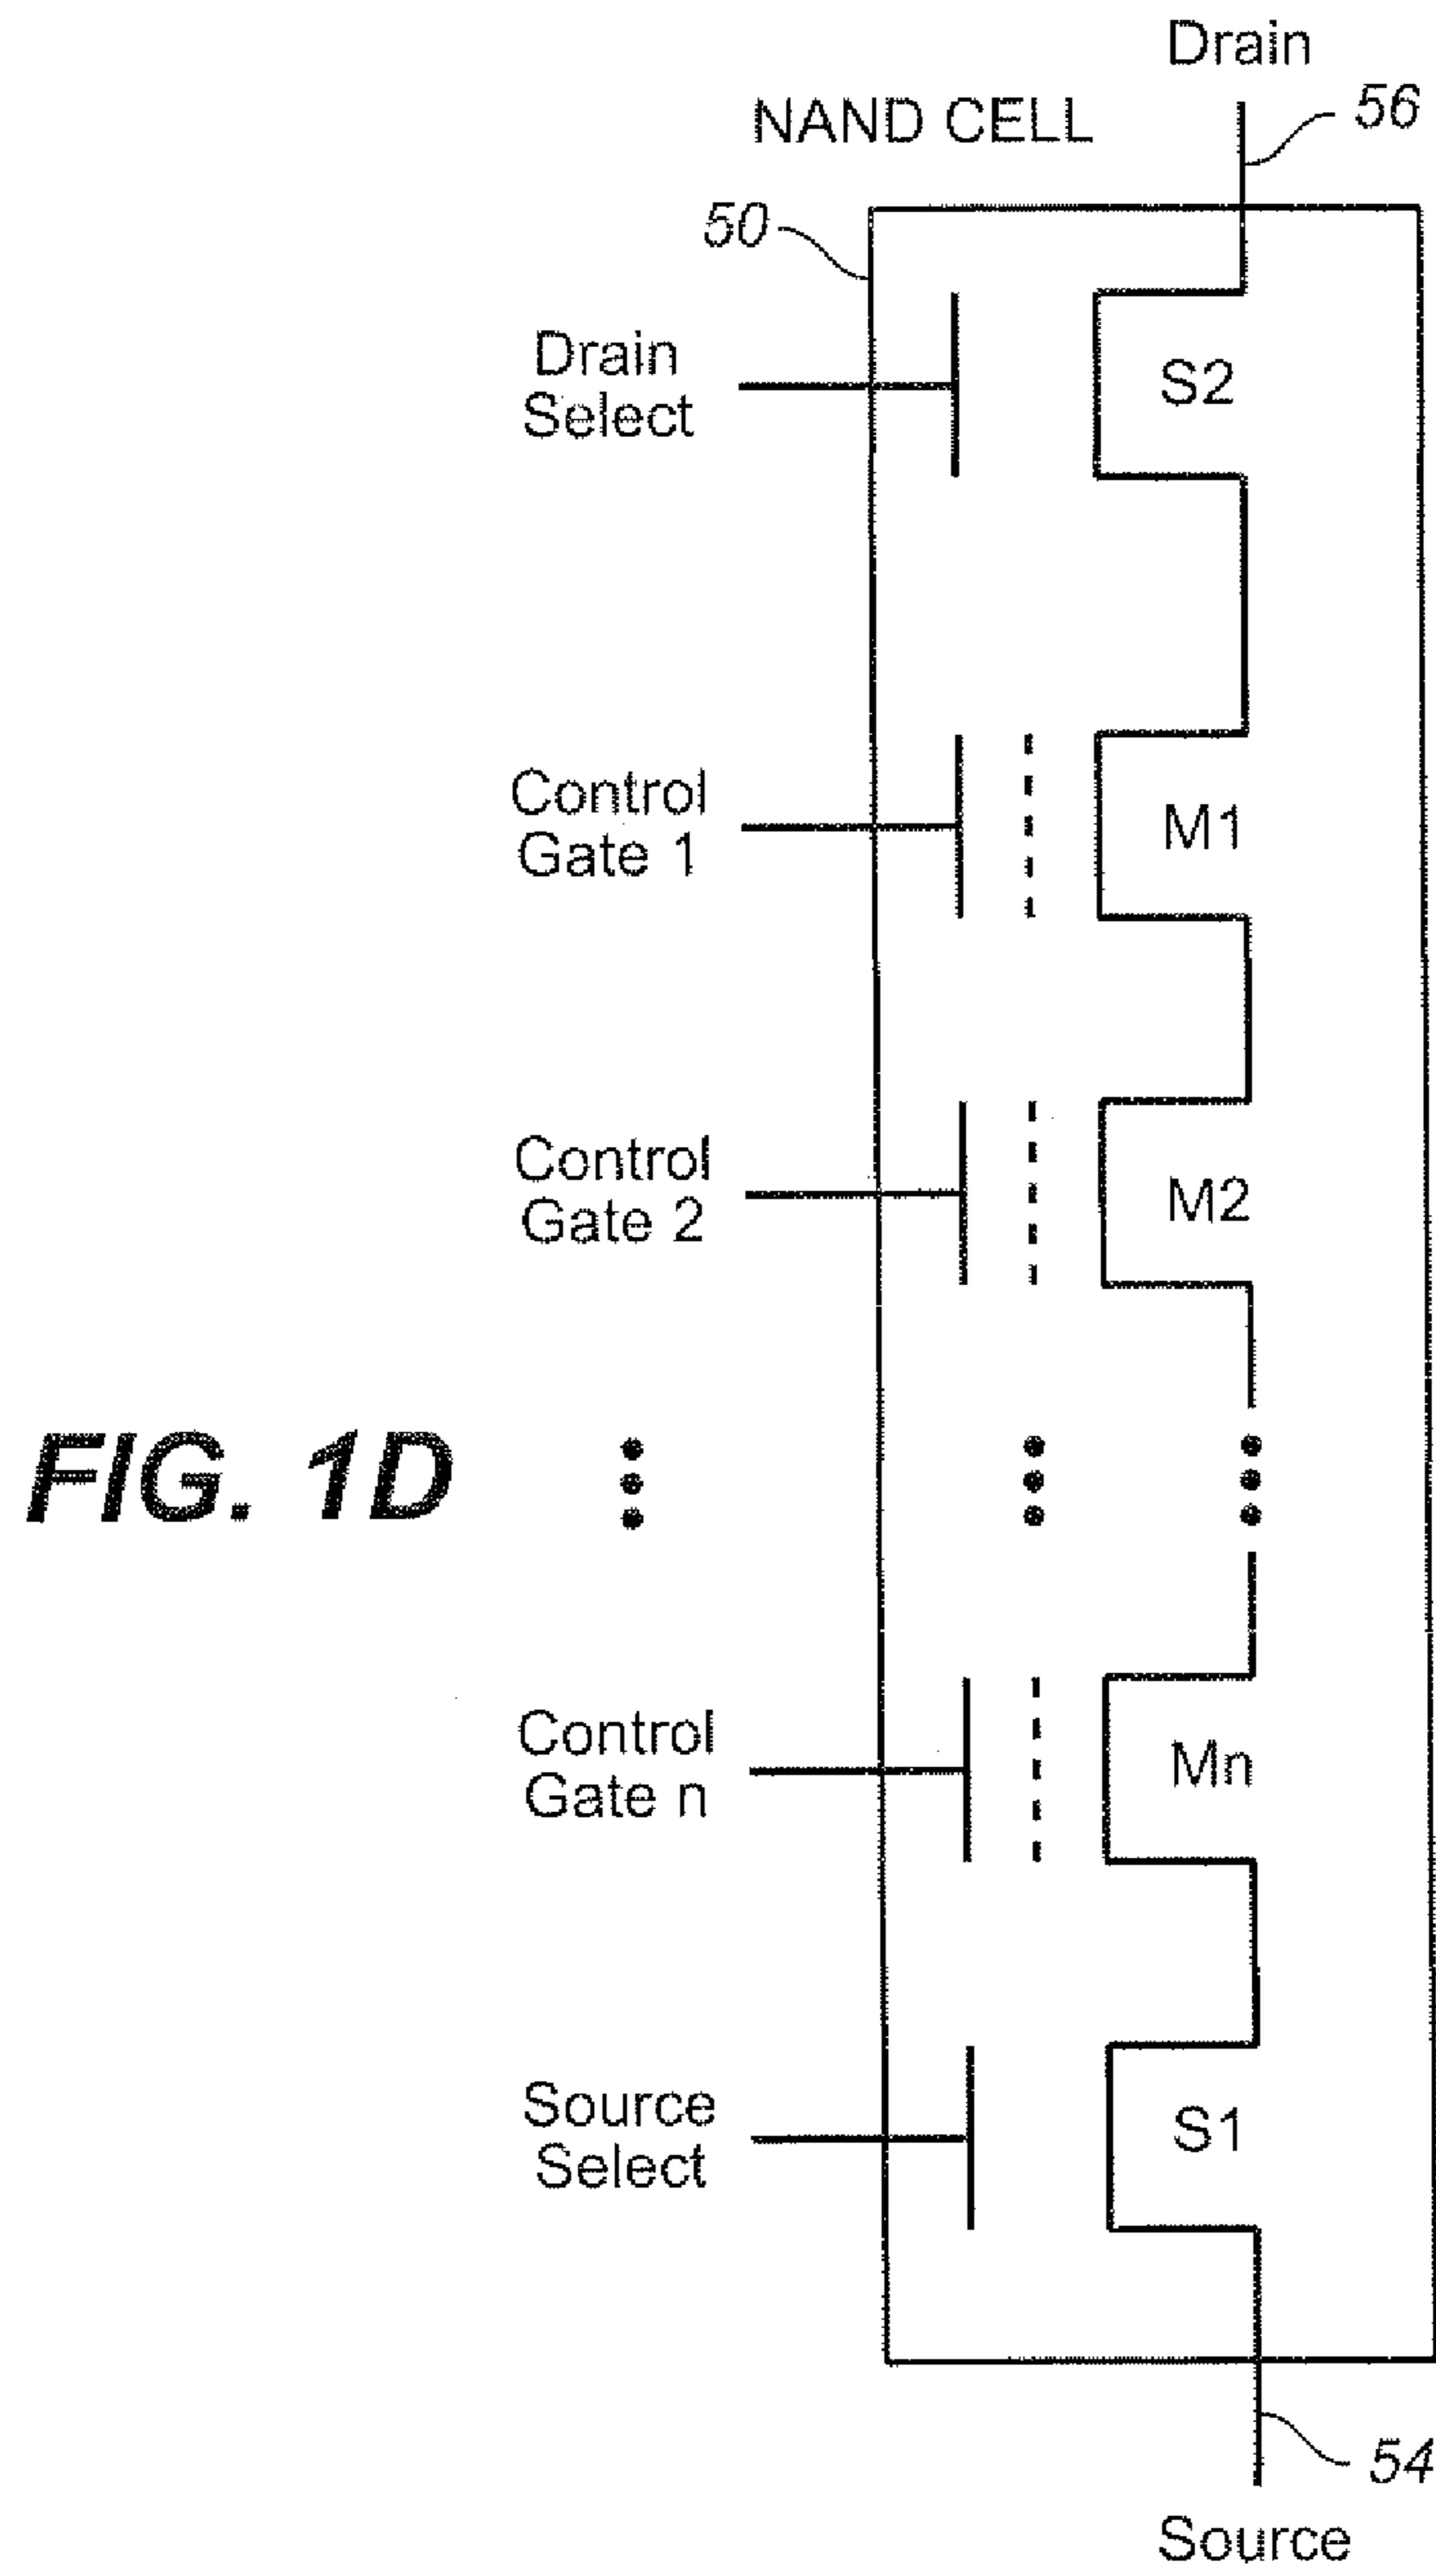 Drain
56
NAND CELL
50
Drain
Select
S2
Control
Gate 1
M1
Control
Gate 2
M2
FIG. 1D
Control
Gate n
Mn
Source
Select
S1
54
Source